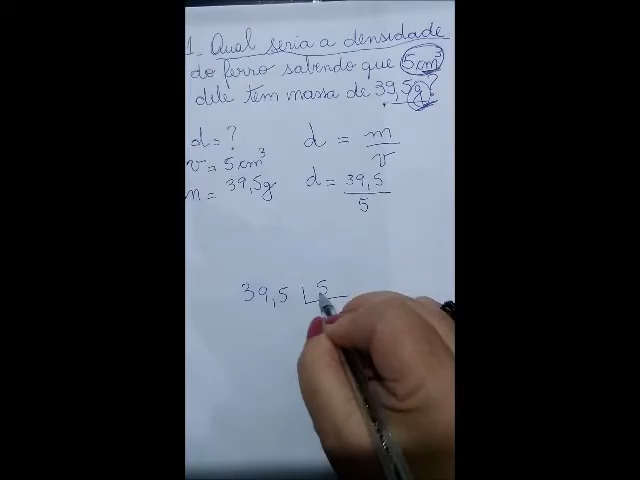 1. Qual seria a densidade
do ferro sabendo que 5cm³
dele tem massa de 39,5g?
d = ?
v = 5cm³
m = 39,5g
d = m
v
d = 39,5
5
39,5 5